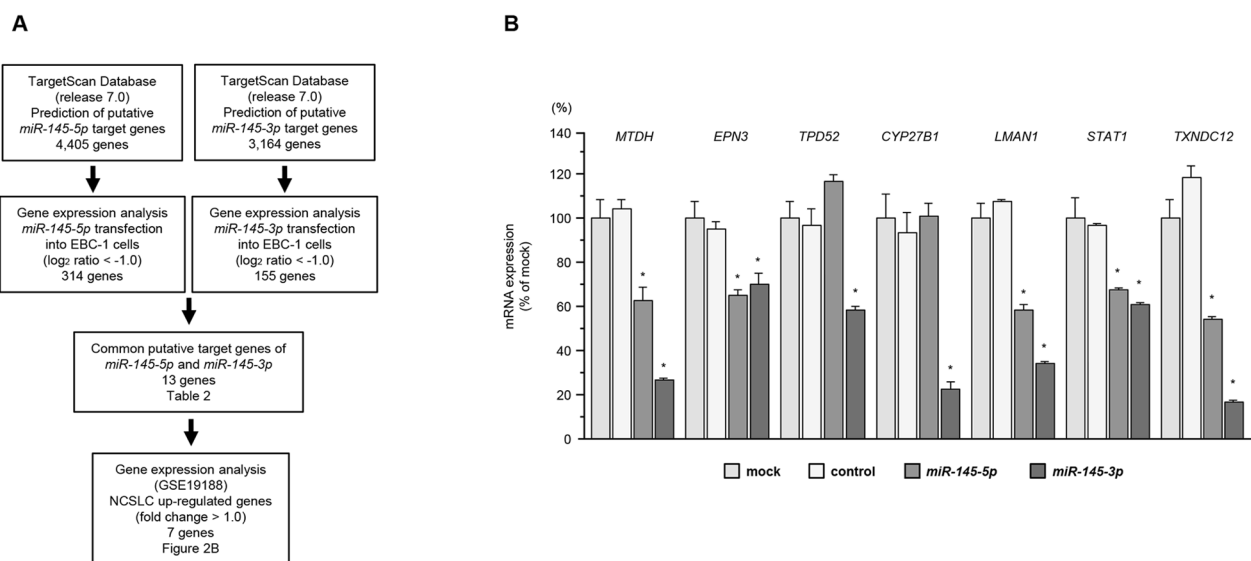 A
TargetScan Database
(release 7.0)
Prediction of putative
miR-145-5p target genes
4,405 genes
TargetScan Database
(release 7.0)
Prediction of putative
miR-145-3p target genes
3,164 genes
Gene expression analysis
miR-145-5p transfection
into EBC-1 cells
(log2 ratio < -1.0)
314 genes
Gene expression analysis
miR-145-3p transfection
into EBC-1 cells
(log2 ratio < -1.0)
155 genes
Common putative target genes of
miR-145-5p and miR-145-3p
13 genes
Table 2
Gene expression analysis
(GSE19188)
NCSLC up-regulated genes
(fold change > 1.0)
7 genes
Figure 2B
B
(%)
mRNA expression
(% of mock)
140
120
100
80
60
40
20
0
MTDH EPN3 TPD52 CYP27B1 LMAN1 STAT1 TXNDC12
* * * * * * * * * * * *
mock control miR-145-5p miR-145-3p